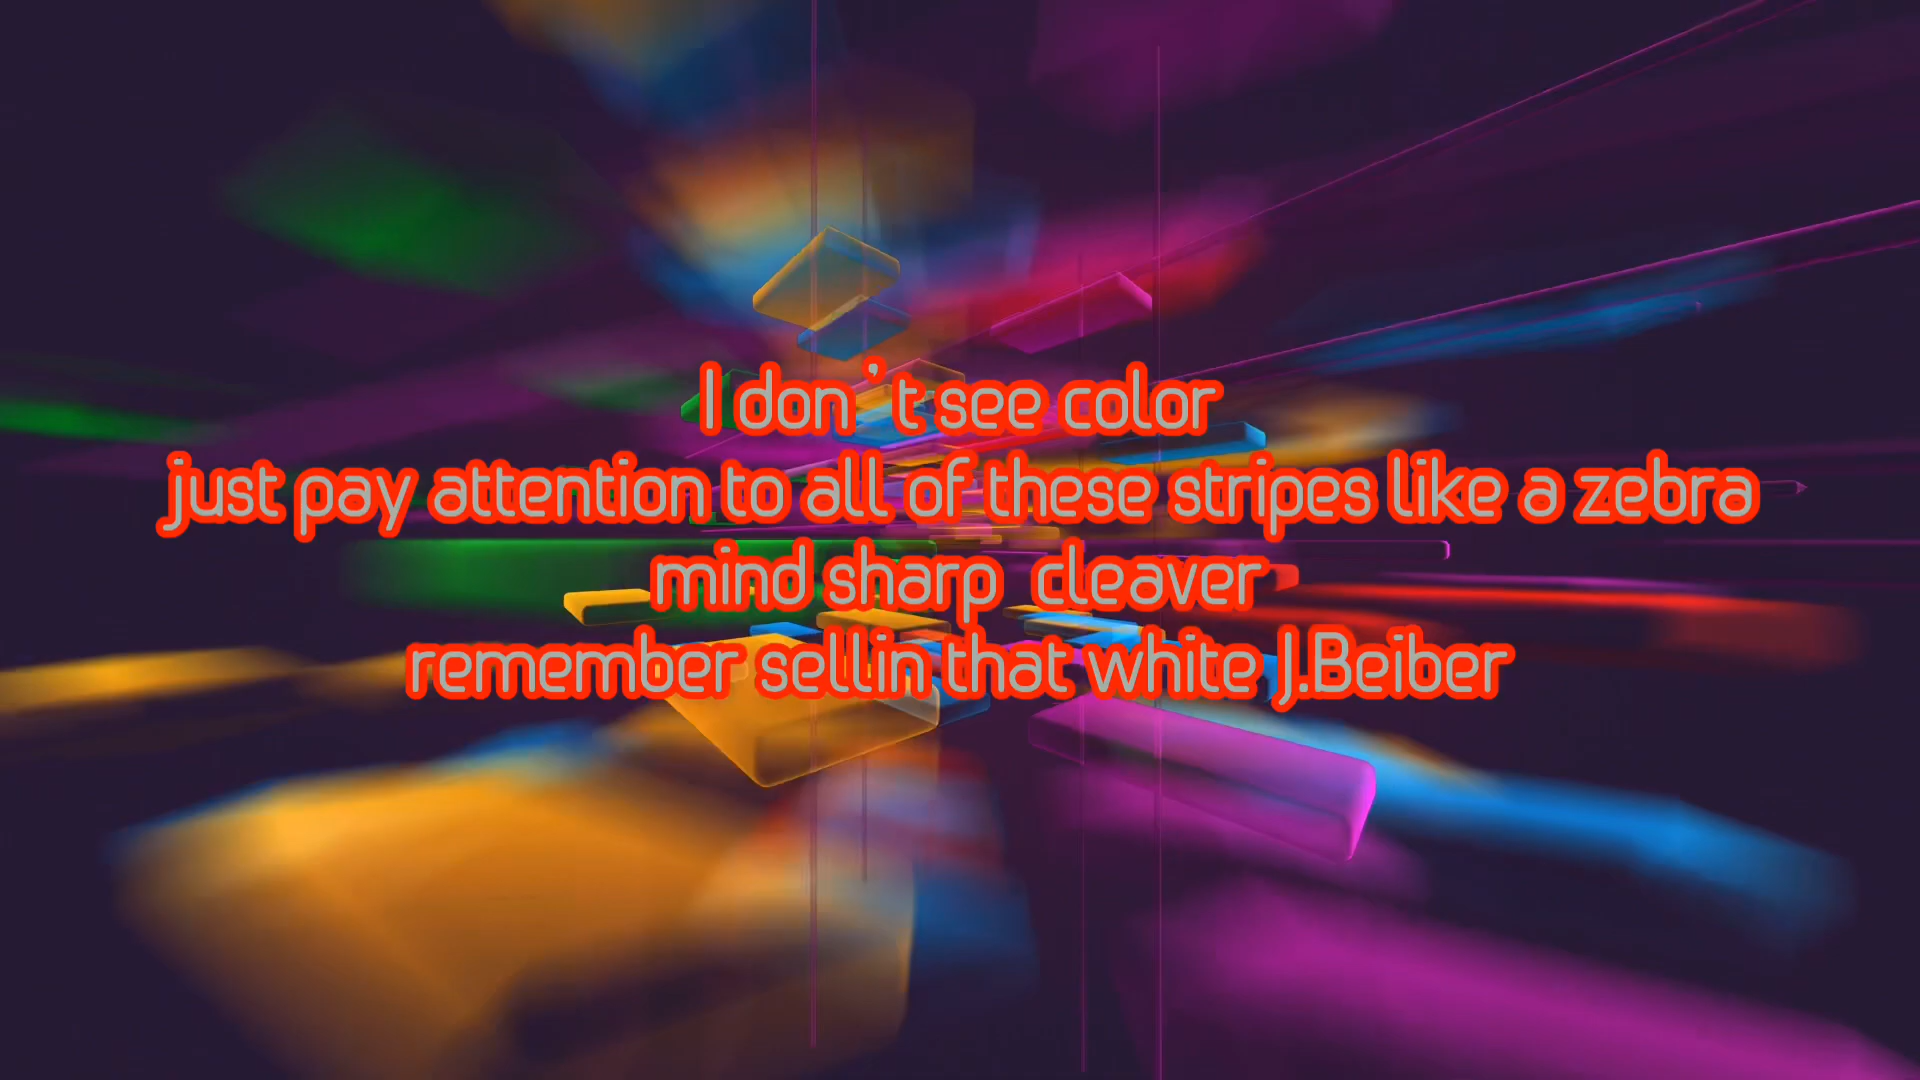 I don't see color
just pay attention to all of these stripes like a zebra
mind sharp cleaver
remember sellin that white J.Beiber